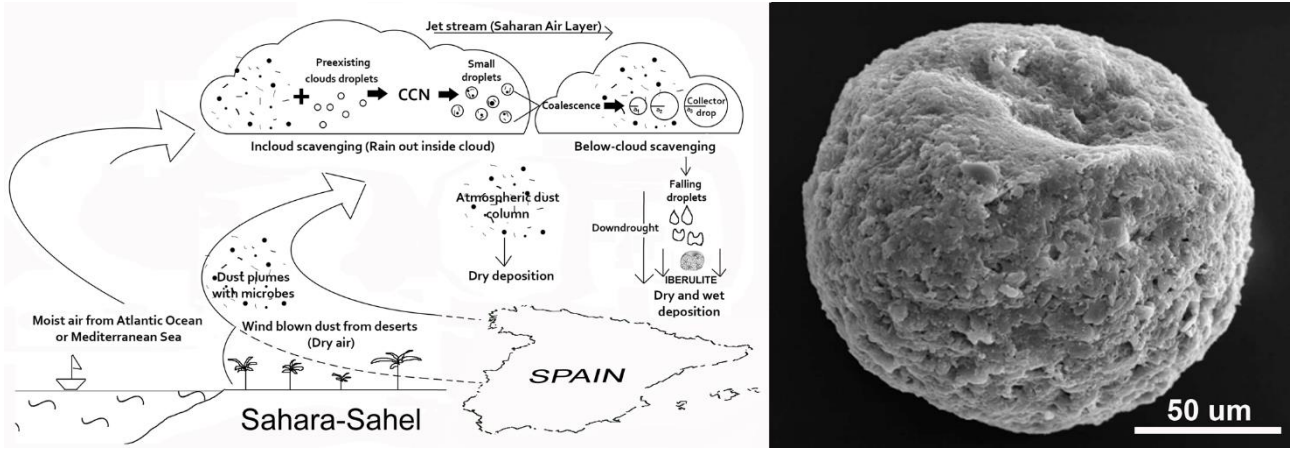 Jet stream (Saharan Air Layer)
Preexisting
clouds droplets
+
CCN
Small
droplets
Coalescence
Collector
drop
Incloud scavenging (Rain out inside cloud)
Below-cloud scavenging
Atmospheric dust
column
Falling
droplets
Downdrought
Dry deposition
IBERULITE
Dry and wet
deposition
Dust plumes
with microbes
Moist air from Atlantic Ocean
or Mediterranean Sea
Wind blown dust from deserts
(Dry air)
SPAIN
Sahara-Sahel
50 um